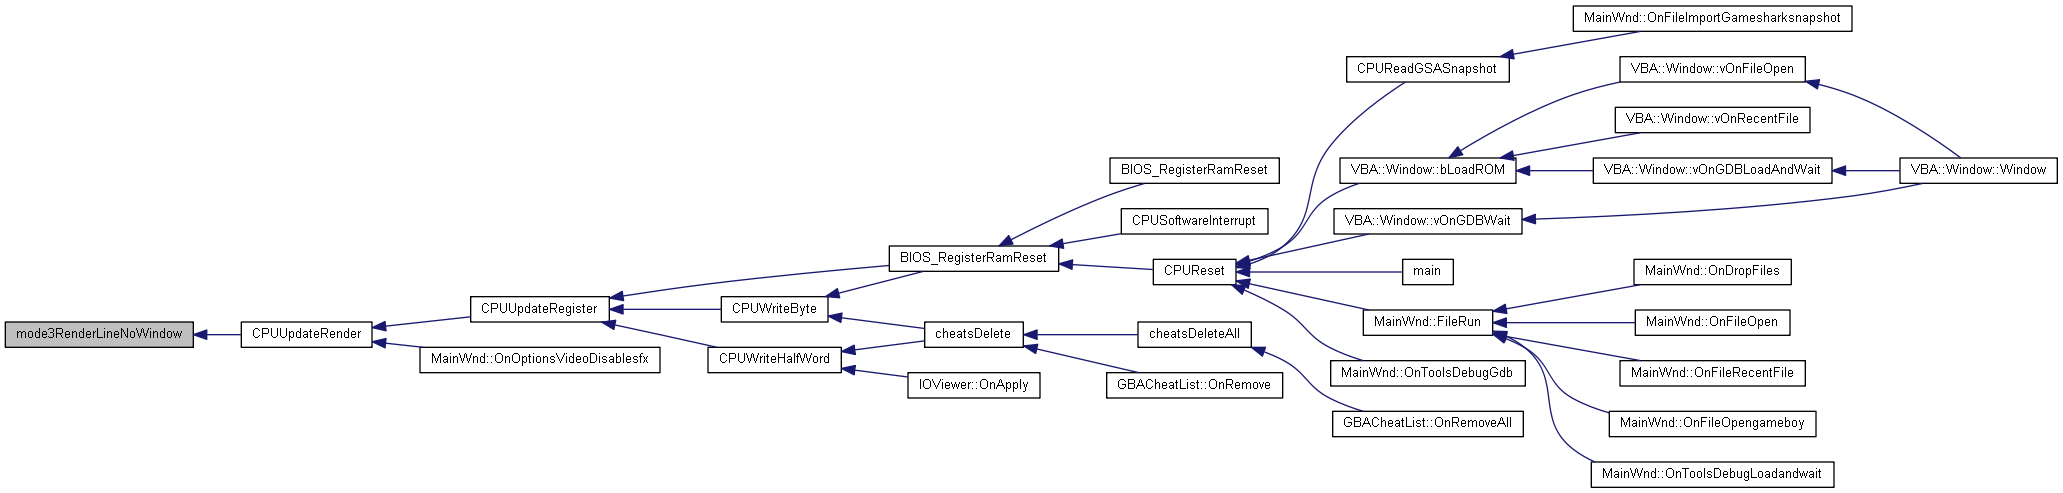 mode3RenderLineNoWindow
CPUUpdateRender
CPUUpdateRegister
MainWnd::OnOptionsVideoDisablesfx
BIOS_RegisterRamReset
CPUWriteByte
CPUWriteHalfWord
BIOS_RegisterRamReset
CPUSoftwareInterrupt
CPUReset
cheatsDelete
IOViewer::OnApply
cheatsDeleteAll
GBACheatList::OnRemove
GBACheatList::OnRemoveAll
CPUReadGSASnapshot
MainWnd::OnFileImportGamesharksnapshot
VBA::Window::bLoadROM
VBA::Window::vOnFileOpen
VBA::Window::vOnRecentFile
VBA::Window::vOnGDBLoadAndWait
VBA::Window::Window
VBA::Window::vOnGDBWait
main
MainWnd::FileRun
MainWnd::OnDropFiles
MainWnd::OnFileOpen
MainWnd::OnFileRecentFile
MainWnd::OnFileOpengameboy
MainWnd::OnToolsDebugLoadandwait
MainWnd::OnToolsDebugGdb